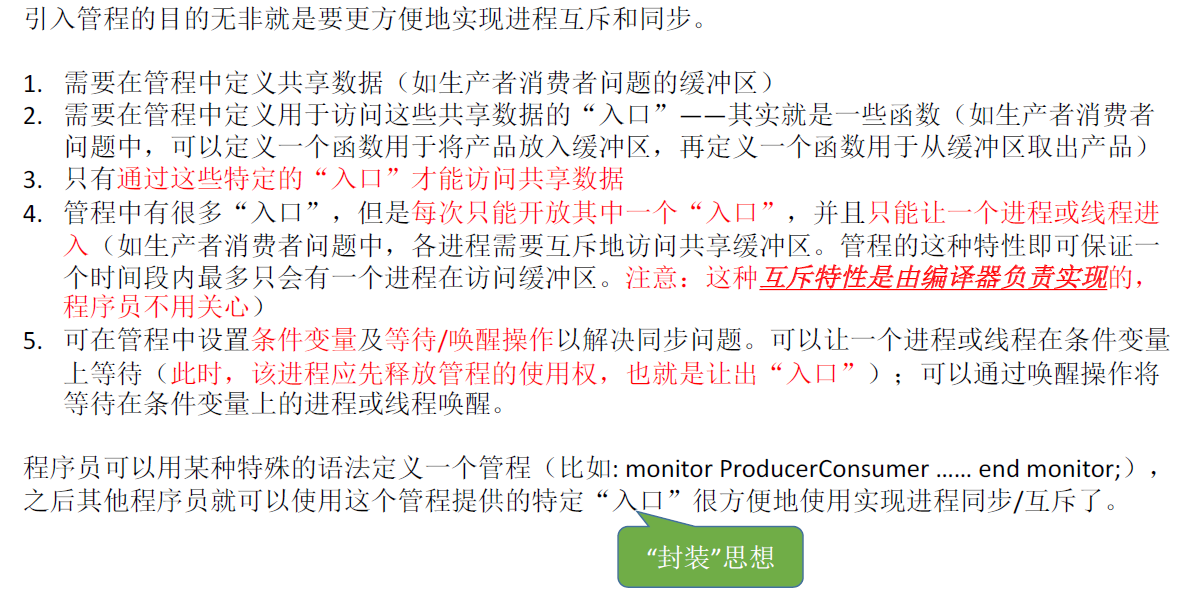 引入管程的目的无非就是要更方便地实现进程互斥和同步。
1. 需要在管程中定义共享数据（如生产者消费者问题的缓冲区）
2. 需要在管程中定义用于访问这些共享数据的“入口”——其实就是一些函数（如生产者消费者
问题中，可以定义一个函数用于将产品放入缓冲区，再定义一个函数用于从缓冲区取出产品）
3. 只有通过这些特定的“入口”才能访问共享数据
4. 管程中有很多“入口”，但是每次只能开放其中一个“入口”，并且只能让一个进程或线程进
入（如生产者消费者问题中，各进程需要互斥地访问共享缓冲区。管程的这种特性即可保证一
个时间段内最多只会有一个进程在访问缓冲区。注意：这种互斥特性是由编译器负责实现的，
程序员不用关心）
5. 可在管程中设置条件变量及等待/唤醒操作以解决同步问题。可以让一个进程或线程在条件变量
上等待（此时，该进程应先释放管程的使用权，也就是让出“入口”）；可以通过唤醒操作将
等待在条件变量上的进程或线程唤醒。
程序员可以用某种特殊的语法定义一个管程（比如: monitor ProducerConsumer …… end monitor;），
之后其他程序员就可以使用这个管程提供的特定“入口”很方便地使用实现进程同步/互斥了。
“封装”思想